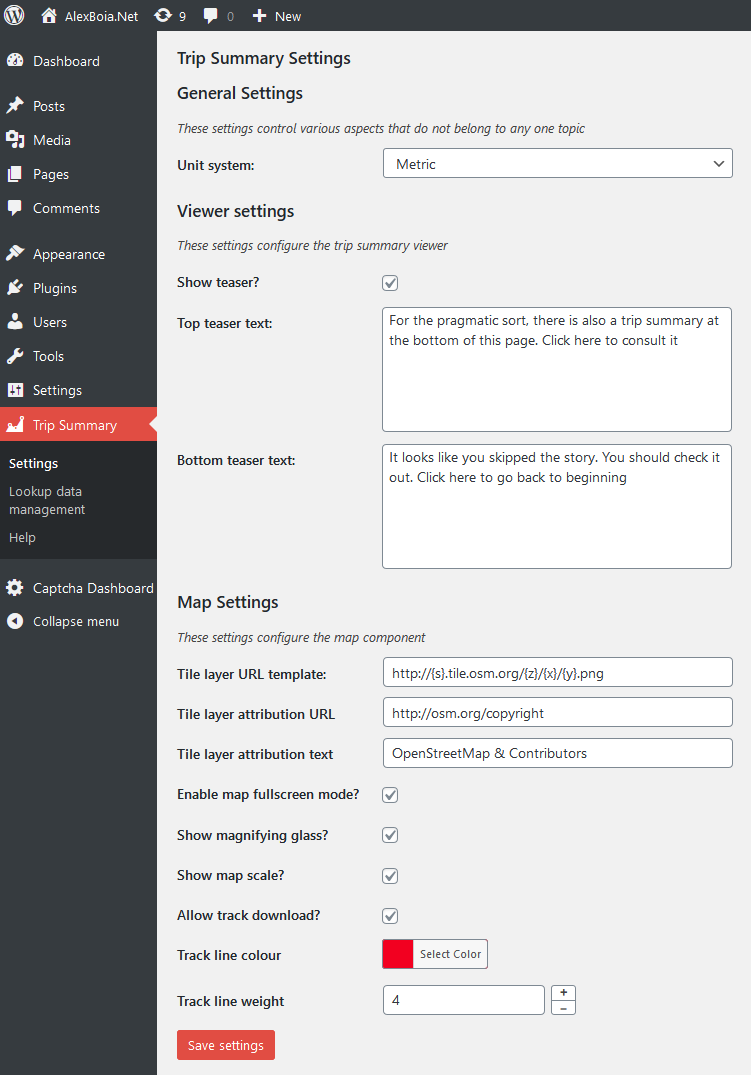 AlexBoia.Net 9 0 New
Dashboard
Posts
Media
Pages
Comments
Appearance
Plugins
Users
Tools
Settings
Trip Summary
Settings
Lookup data
management
Help
Captcha Dashboard
Collapse menu
Trip Summary Settings
General Settings
These settings control various aspects that do not belong to any one topic
Unit system: Metric
Viewer settings
These settings configure the trip summary viewer
Show teaser?
Top teaser text: For the pragmatic sort, there is also a trip summary at
the bottom of this page. Click here to consult it
Bottom teaser text: It looks like you skipped the story. You should check it
out. Click here to go back to beginning
Map Settings
These settings configure the map component
Tile layer URL template: http://{s}.tile.osm.org/{z}/{x}/{y}.png
Tile layer attribution URL http://osm.org/copyright
Tile layer attribution text OpenStreetMap & Contributors
Enable map fullscreen mode?
Show magnifying glass?
Show map scale?
Allow track download?
Track line colour Select Color
Track line weight 4 + −
Save settings